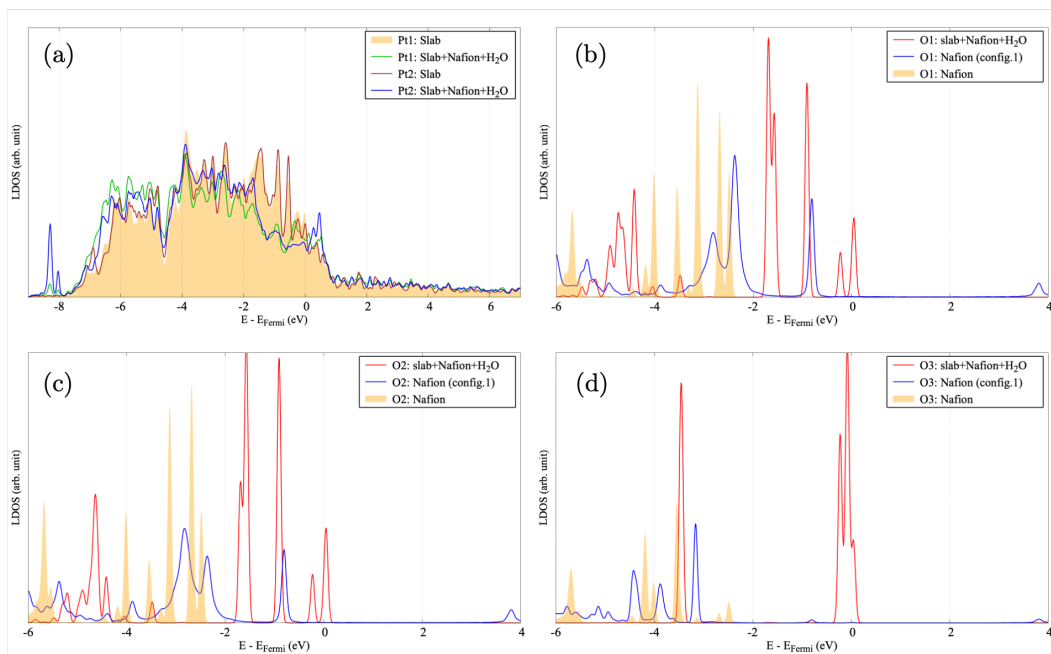 (a)
Pt1: Slab
Pt1: Slab+Nafion+H₂O
Pt2: Slab
Pt2: Slab+Nafion+H₂O
LDOS (arb. unit)
-8 -6 -4 -2 0 2 4 6
E - E_Fermi (eV)
(b)
O1: slab+Nafion+H₂O
O1: Nafion (config.1)
O1: Nafion
LDOS (arb. unit)
-6 -4 -2 0 2 4
E - E_Fermi (eV)
(c)
O2: slab+Nafion+H₂O
O2: Nafion (config.1)
O2: Nafion
LDOS (arb. unit)
-6 -4 -2 0 2 4
E - E_Fermi (eV)
(d)
O3: slab+Nafion+H₂O
O3: Nafion (config.1)
O3: Nafion
LDOS (arb. unit)
-6 -4 -2 0 2 4
E - E_Fermi (eV)